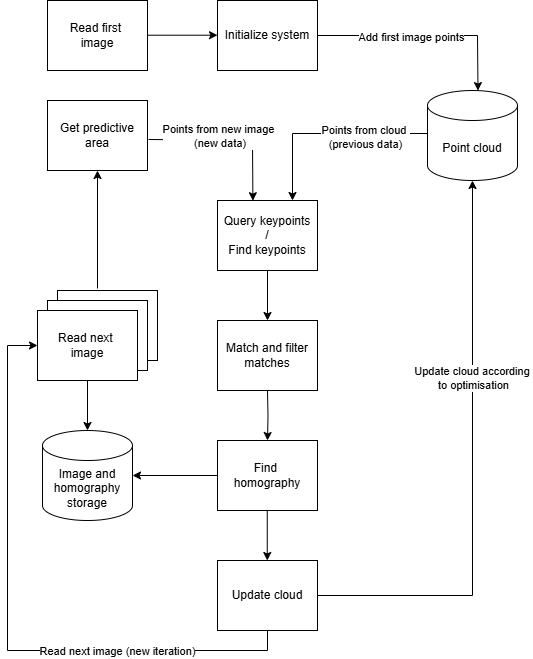 Read first
image
Initialize system
Add first image points
Get predictive
area
Points from new image
(new data)
Points from cloud
(previous data)
Point cloud
Query keypoints
/
Find keypoints
Read next
image
Match and filter
matches
Update cloud according
to optimisation
Image and
homography
storage
Find
homography
Update cloud
Read next image (new iteration)